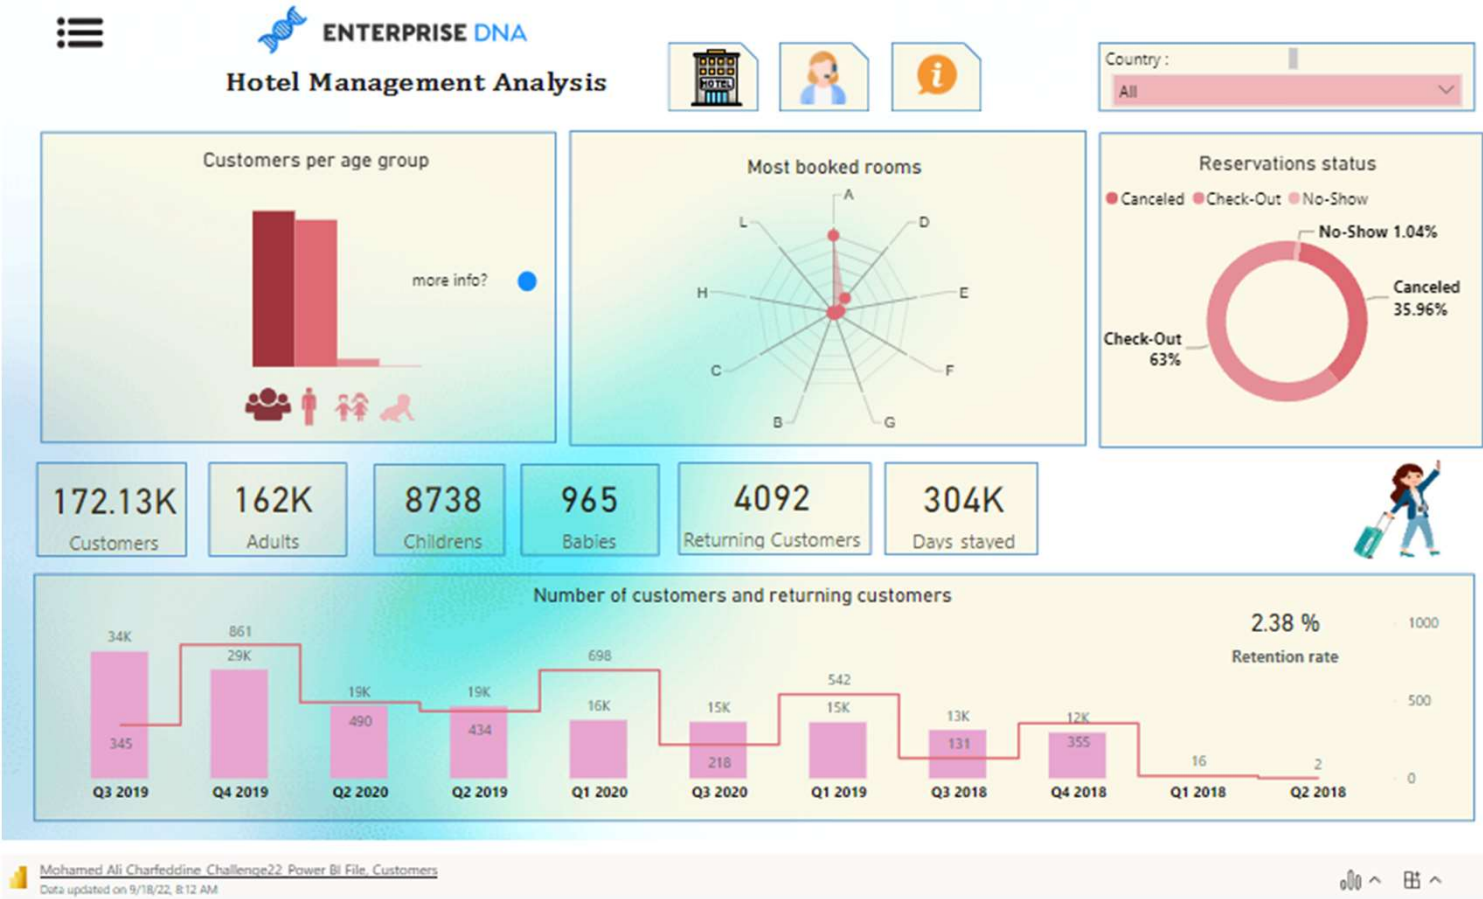 ENTERPRISE DNA
Hotel Management Analysis
HOTEL
i
Country :
All
Customers per age group
more info?
Most booked rooms
A
L
D
H
E
C
F
B
G
Reservations status
Canceled Check-Out No-Show
No-Show 1.04%
Canceled
35.96%
Check-Out
63%
172.13K
Customers
162K
Adults
8738
Childrens
965
Babies
4092
Returning Customers
304K
Days stayed
Number of customers and returning customers
2.38 %
Retention rate
1000
500
0
34K
861
29K
19K
19K
698
16K
15K
542
15K
13K
12K
345
490
434
218
131
355
16
2
Q3 2019 Q4 2019 Q2 2020 Q2 2019 Q1 2020 Q3 2020 Q1 2019 Q3 2018 Q4 2018 Q1 2018 Q2 2018
Mohamed Ali Charfeddine Challenge22 Power BI File, Customers
Data updated on 9/18/22, 8:12 AM